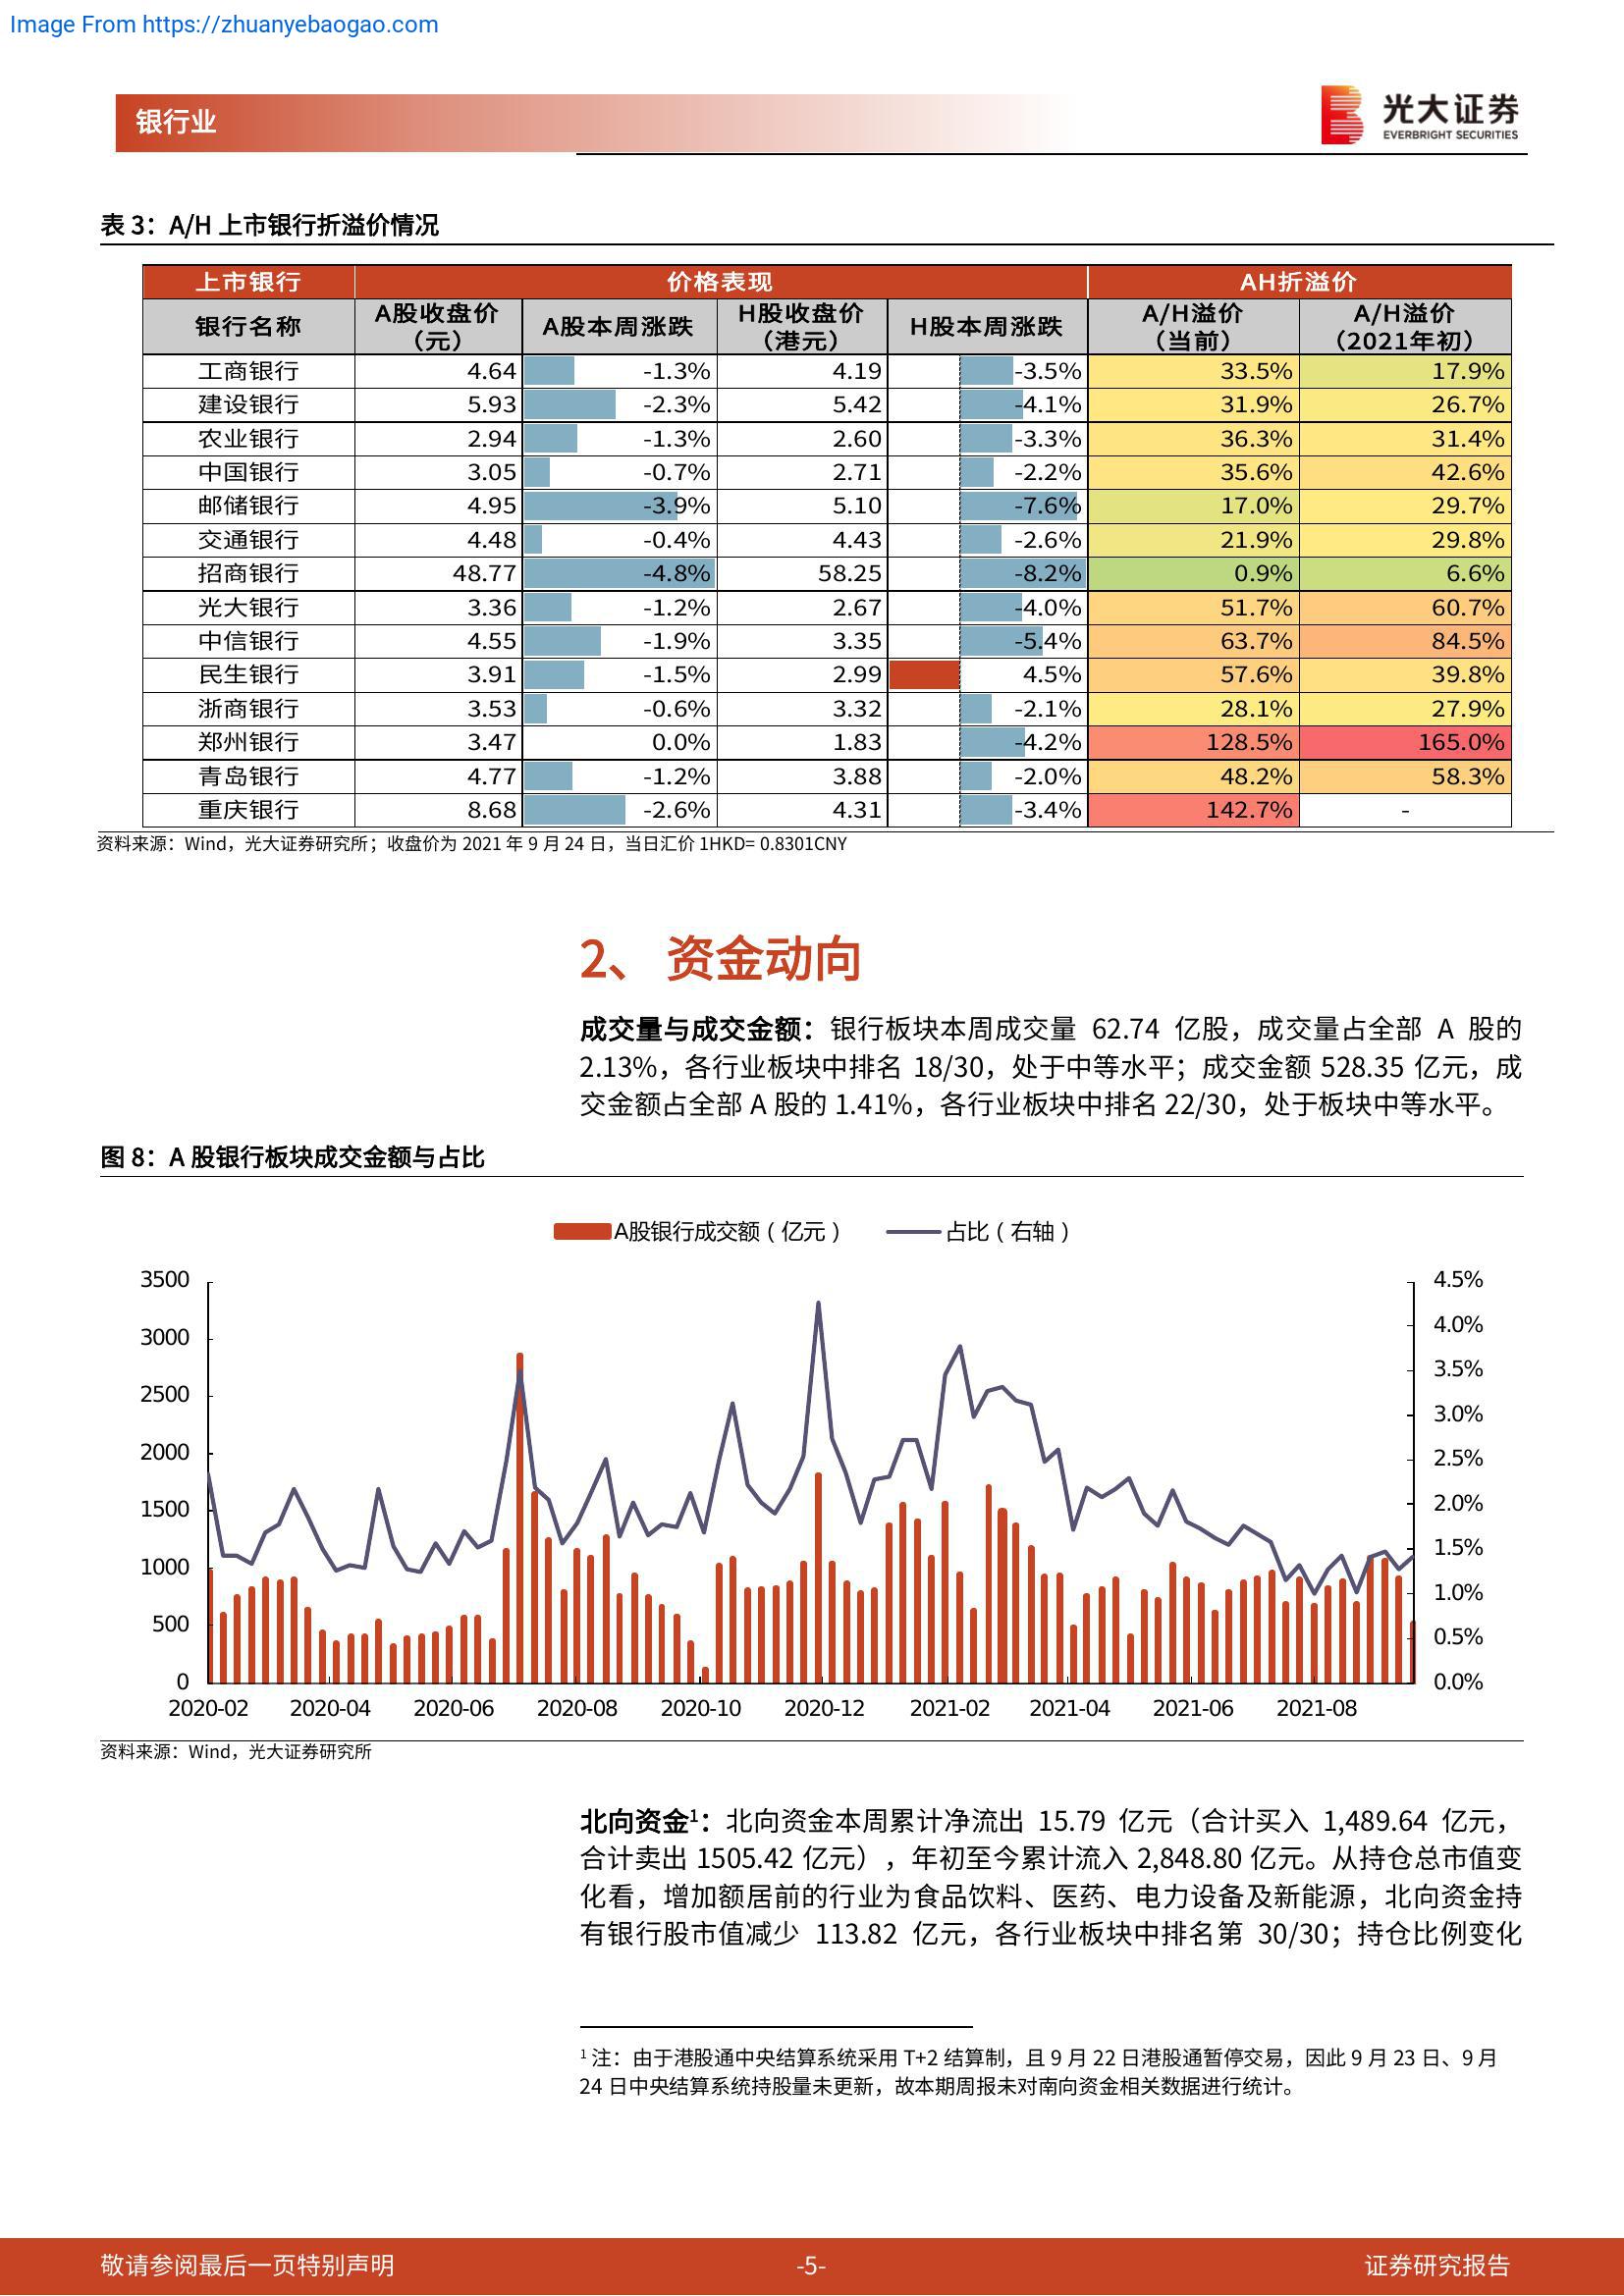 Image From https://zhuanyebaogao.com
银行业
光大证券
EVERBRIGHT SECURITIES
表 3：A/H 上市银行折溢价情况
上市银行 价格表现 AH折溢价
银行名称 A股收盘价（元） A股本周涨跌 H股收盘价（港元） H股本周涨跌 A/H溢价（当前） A/H溢价（2021年初）
工商银行 4.64 -1.3% 4.19 -3.5% 33.5% 17.9%
建设银行 5.93 -2.3% 5.42 -4.1% 31.9% 26.7%
农业银行 2.94 -1.3% 2.60 -3.3% 36.3% 31.4%
中国银行 3.05 -0.7% 2.71 -2.2% 35.6% 42.6%
邮储银行 4.95 -3.9% 5.10 -7.6% 17.0% 29.7%
交通银行 4.48 -0.4% 4.43 -2.6% 21.9% 29.8%
招商银行 48.77 -4.8% 58.25 -8.2% 0.9% 6.6%
光大银行 3.36 -1.2% 2.67 -4.0% 51.7% 60.7%
中信银行 4.55 -1.9% 3.35 -5.4% 63.7% 84.5%
民生银行 3.91 -1.5% 2.99 4.5% 57.6% 39.8%
浙商银行 3.53 -0.6% 3.32 -2.1% 28.1% 27.9%
郑州银行 3.47 0.0% 1.83 -4.2% 128.5% 165.0%
青岛银行 4.77 -1.2% 3.88 -2.0% 48.2% 58.3%
重庆银行 8.68 -2.6% 4.31 -3.4% 142.7% -
资料来源：Wind，光大证券研究所；收盘价为 2021 年 9 月 24 日，当日汇价 1HKD= 0.8301CNY
2、 资金动向
成交量与成交金额：银行板块本周成交量 62.74 亿股，成交量占全部 A 股的
2.13%，各行业板块中排名 18/30，处于中等水平；成交金额 528.35 亿元，成
交金额占全部 A 股的 1.41%，各行业板块中排名 22/30，处于板块中等水平。
图 8：A 股银行板块成交金额与占比
A股银行成交额（亿元） 占比（右轴）
3500 4.5%
3000 4.0%
2500 3.5%
2000 3.0%
1500 2.5%
1000 2.0%
500 1.5%
0 1.0%
0.5%
0.0%
2020-02 2020-04 2020-06 2020-08 2020-10 2020-12 2021-02 2021-04 2021-06 2021-08
资料来源：Wind，光大证券研究所
北向资金1：北向资金本周累计净流出 15.79 亿元（合计买入 1,489.64 亿元，
合计卖出 1505.42 亿元），年初至今累计流入 2,848.80 亿元。从持仓总市值变
化看，增加额居前的行业为食品饮料、医药、电力设备及新能源，北向资金持
有银行股市值减少 113.82 亿元，各行业板块中排名第 30/30；持仓比例变化
1 注：由于港股通中央结算系统采用 T+2 结算制，且 9 月 22 日港股通暂停交易，因此 9 月 23 日、9 月
24 日中央结算系统持股量未更新，故本期周报未对南向资金相关数据进行统计。
敬请参阅最后一页特别声明 -5- 证券研究报告